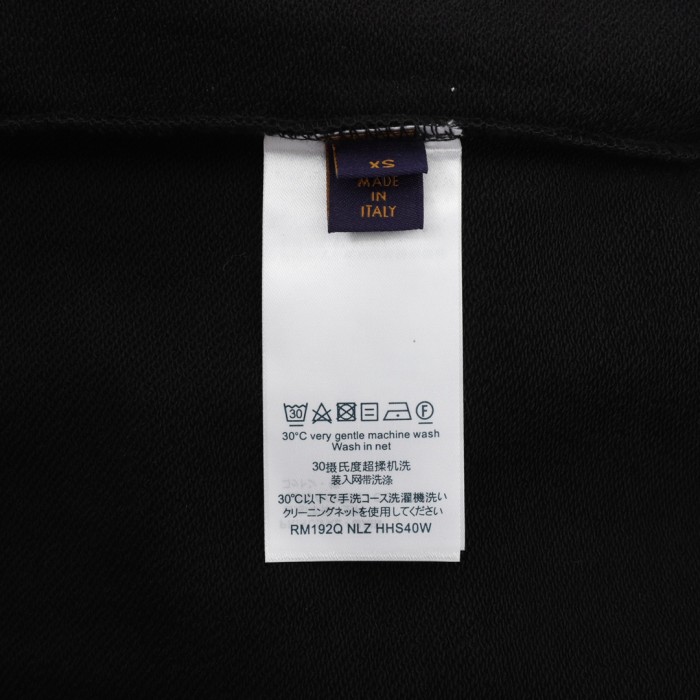 XS
MADE
IN
ITALY
30
F
30°C very gentle machine wash
Wash in net
30摄氏度超揉机洗
装入网带洗涤
30℃以下で手洗コース洗濯機洗い
クリーニングネットを使用してください
RM192Q NLZ HHS40W